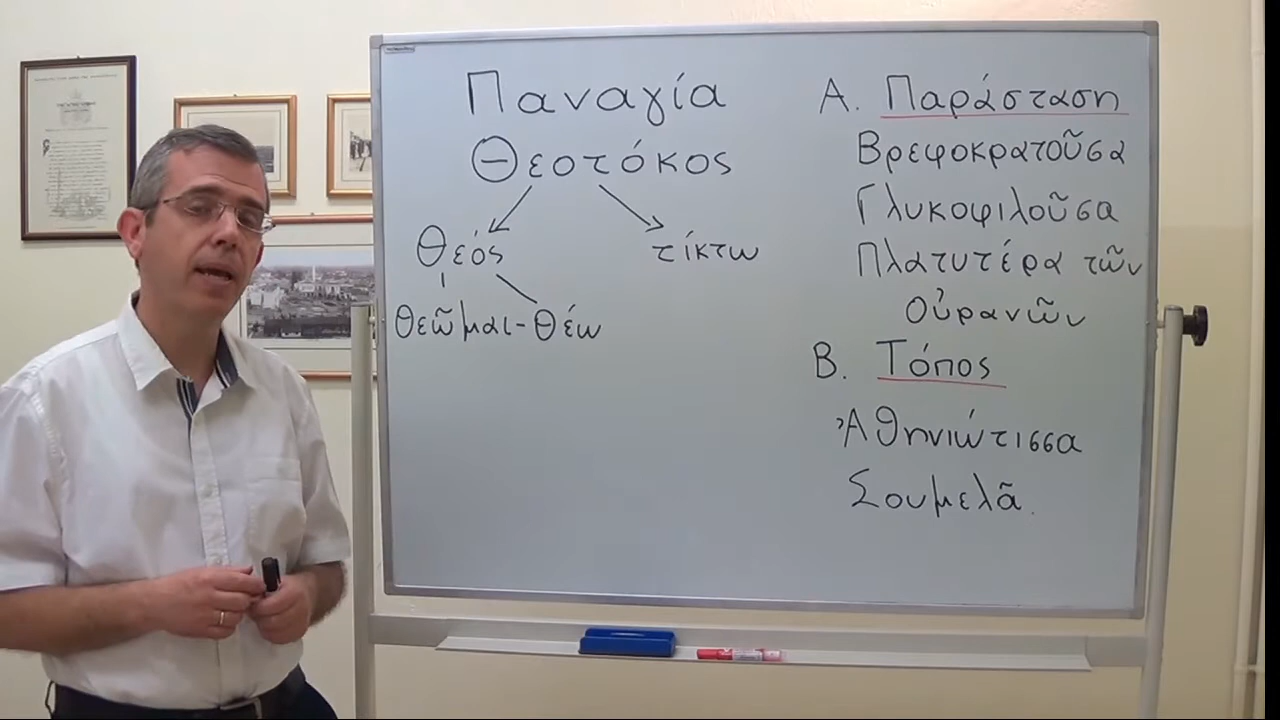 Παναγία
Θεοτόκος
Θεός
τίκτω
Θεῶμαι-Θέω
Α. Παράσταση
Βρεφοκρατοῦσα
Γλυκοφιλοῦσα
Πλατυτέρα τῶν
Οὐρανῶν
Β. Τόπος
Ἀθηνιώτισσα
Σουμελᾶ